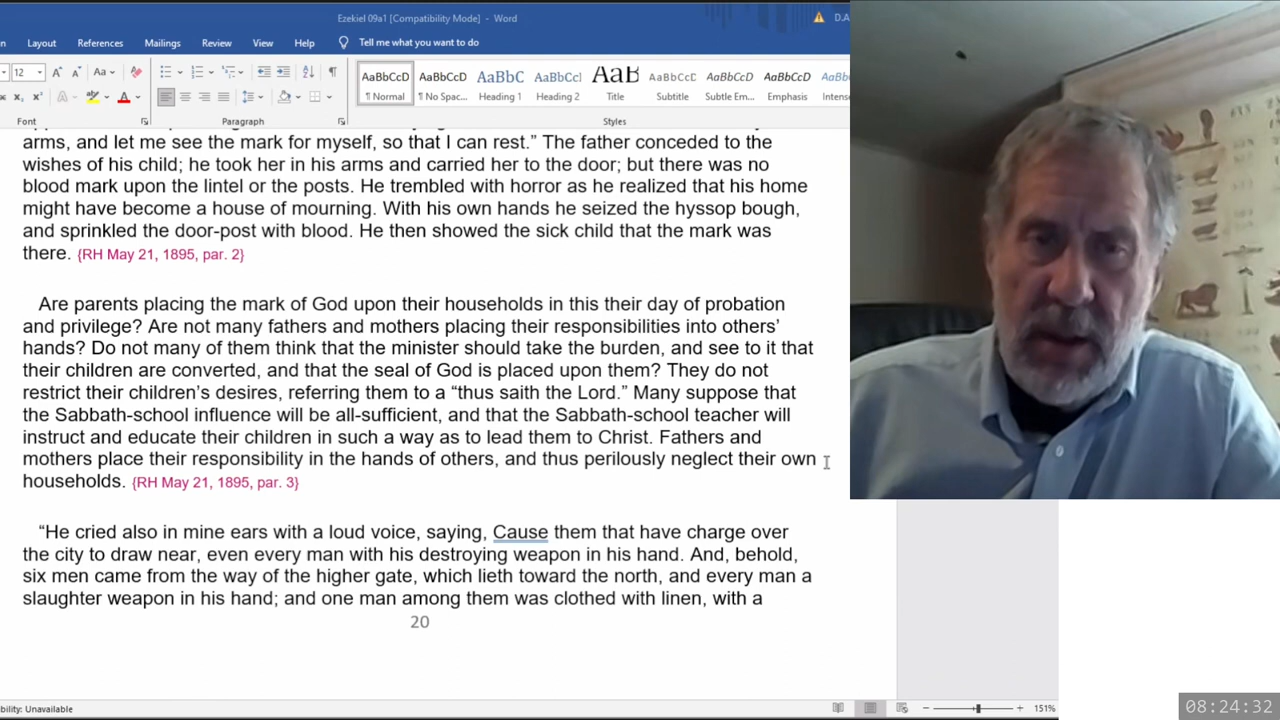 Ezekiel 09a1 [Compatibility Mode] - Word
D.A
Layout References Mailings Review View Help Tell me what you want to do
12 Aa
AaBbCcD AaBbCcD AaBbC AaBbCcl AaB AaBbCcD AaBbCcD AaBbCcD
¶ Normal ¶ No Spac... Heading 1 Heading 2 Title Subtitle Subtle Em... Emphasis Intens
Font Paragraph Styles
arms, and let me see the mark for myself, so that I can rest.” The father conceded to the
wishes of his child; he took her in his arms and carried her to the door; but there was no
blood mark upon the lintel or the posts. He trembled with horror as he realized that his home
might have become a house of mourning. With his own hands he seized the hyssop bough,
and sprinkled the door-post with blood. He then showed the sick child that the mark was
there. {RH May 21, 1895, par. 2}
Are parents placing the mark of God upon their households in this their day of probation
and privilege? Are not many fathers and mothers placing their responsibilities into others’
hands? Do not many of them think that the minister should take the burden, and see to it that
their children are converted, and that the seal of God is placed upon them? They do not
restrict their children’s desires, referring them to a “thus saith the Lord.” Many suppose that
the Sabbath-school influence will be all-sufficient, and that the Sabbath-school teacher will
instruct and educate their children in such a way as to lead them to Christ. Fathers and
mothers place their responsibility in the hands of others, and thus perilously neglect their own
households. {RH May 21, 1895, par. 3}
“He cried also in mine ears with a loud voice, saying, Cause them that have charge over
the city to draw near, even every man with his destroying weapon in his hand. And, behold,
six men came from the way of the higher gate, which lieth toward the north, and every man a
slaughter weapon in his hand; and one man among them was clothed with linen, with a
20
bility: Unavailable
151%
08:24:32